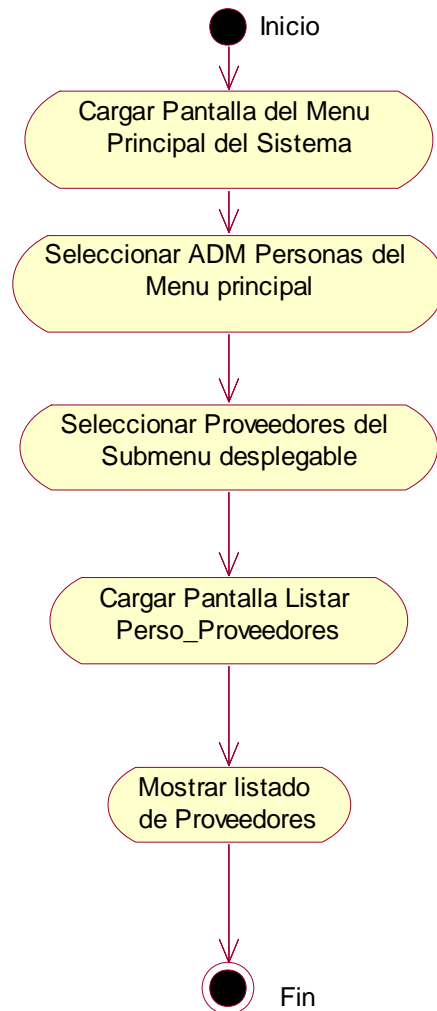 Inicio
Cargar Pantalla del Menu
Principal del Sistema
Seleccionar ADM Personas del
Menu principal
Seleccionar Proveedores del
Submenu desplegable
Cargar Pantalla Listar
Perso_Proveedores
Mostrar listado
de Proveedores
Fin